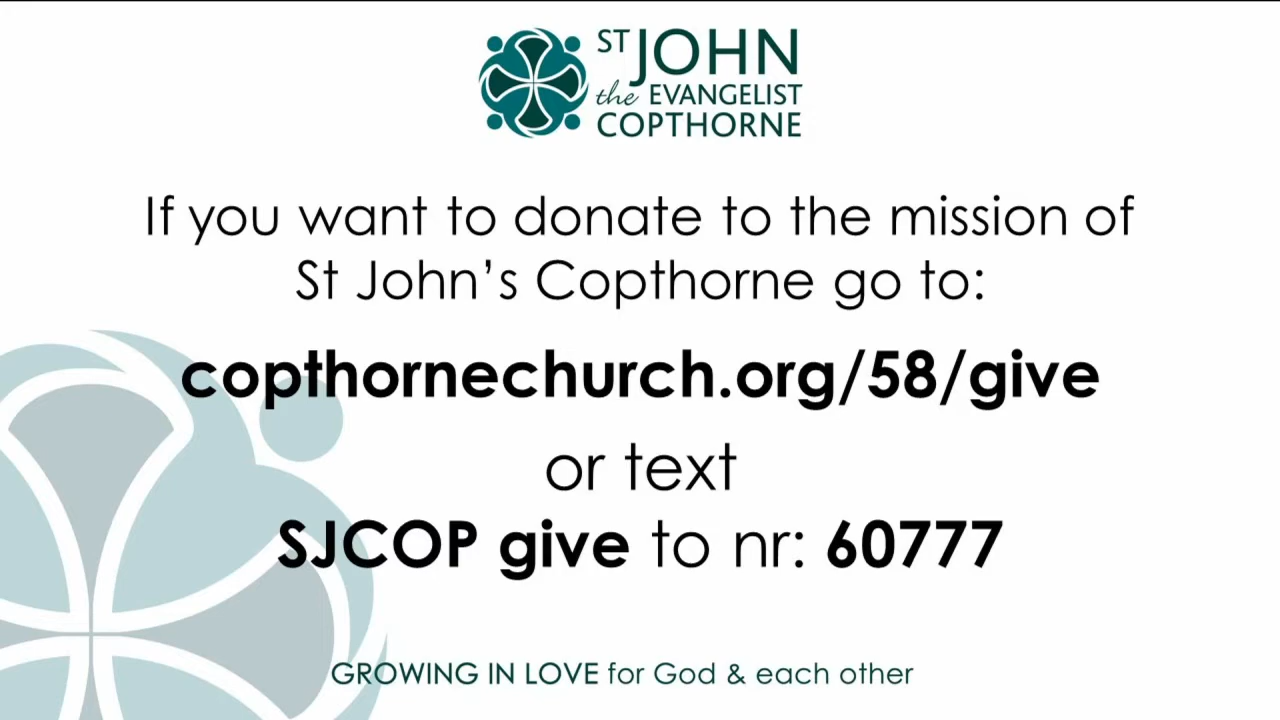 ST JOHN
the EVANGELIST
COPTHORNE
If you want to donate to the mission of
St John’s Copthorne go to:
copthornechurch.org/58/give
or text
SJCOP give to nr: 60777
GROWING IN LOVE for God & each other